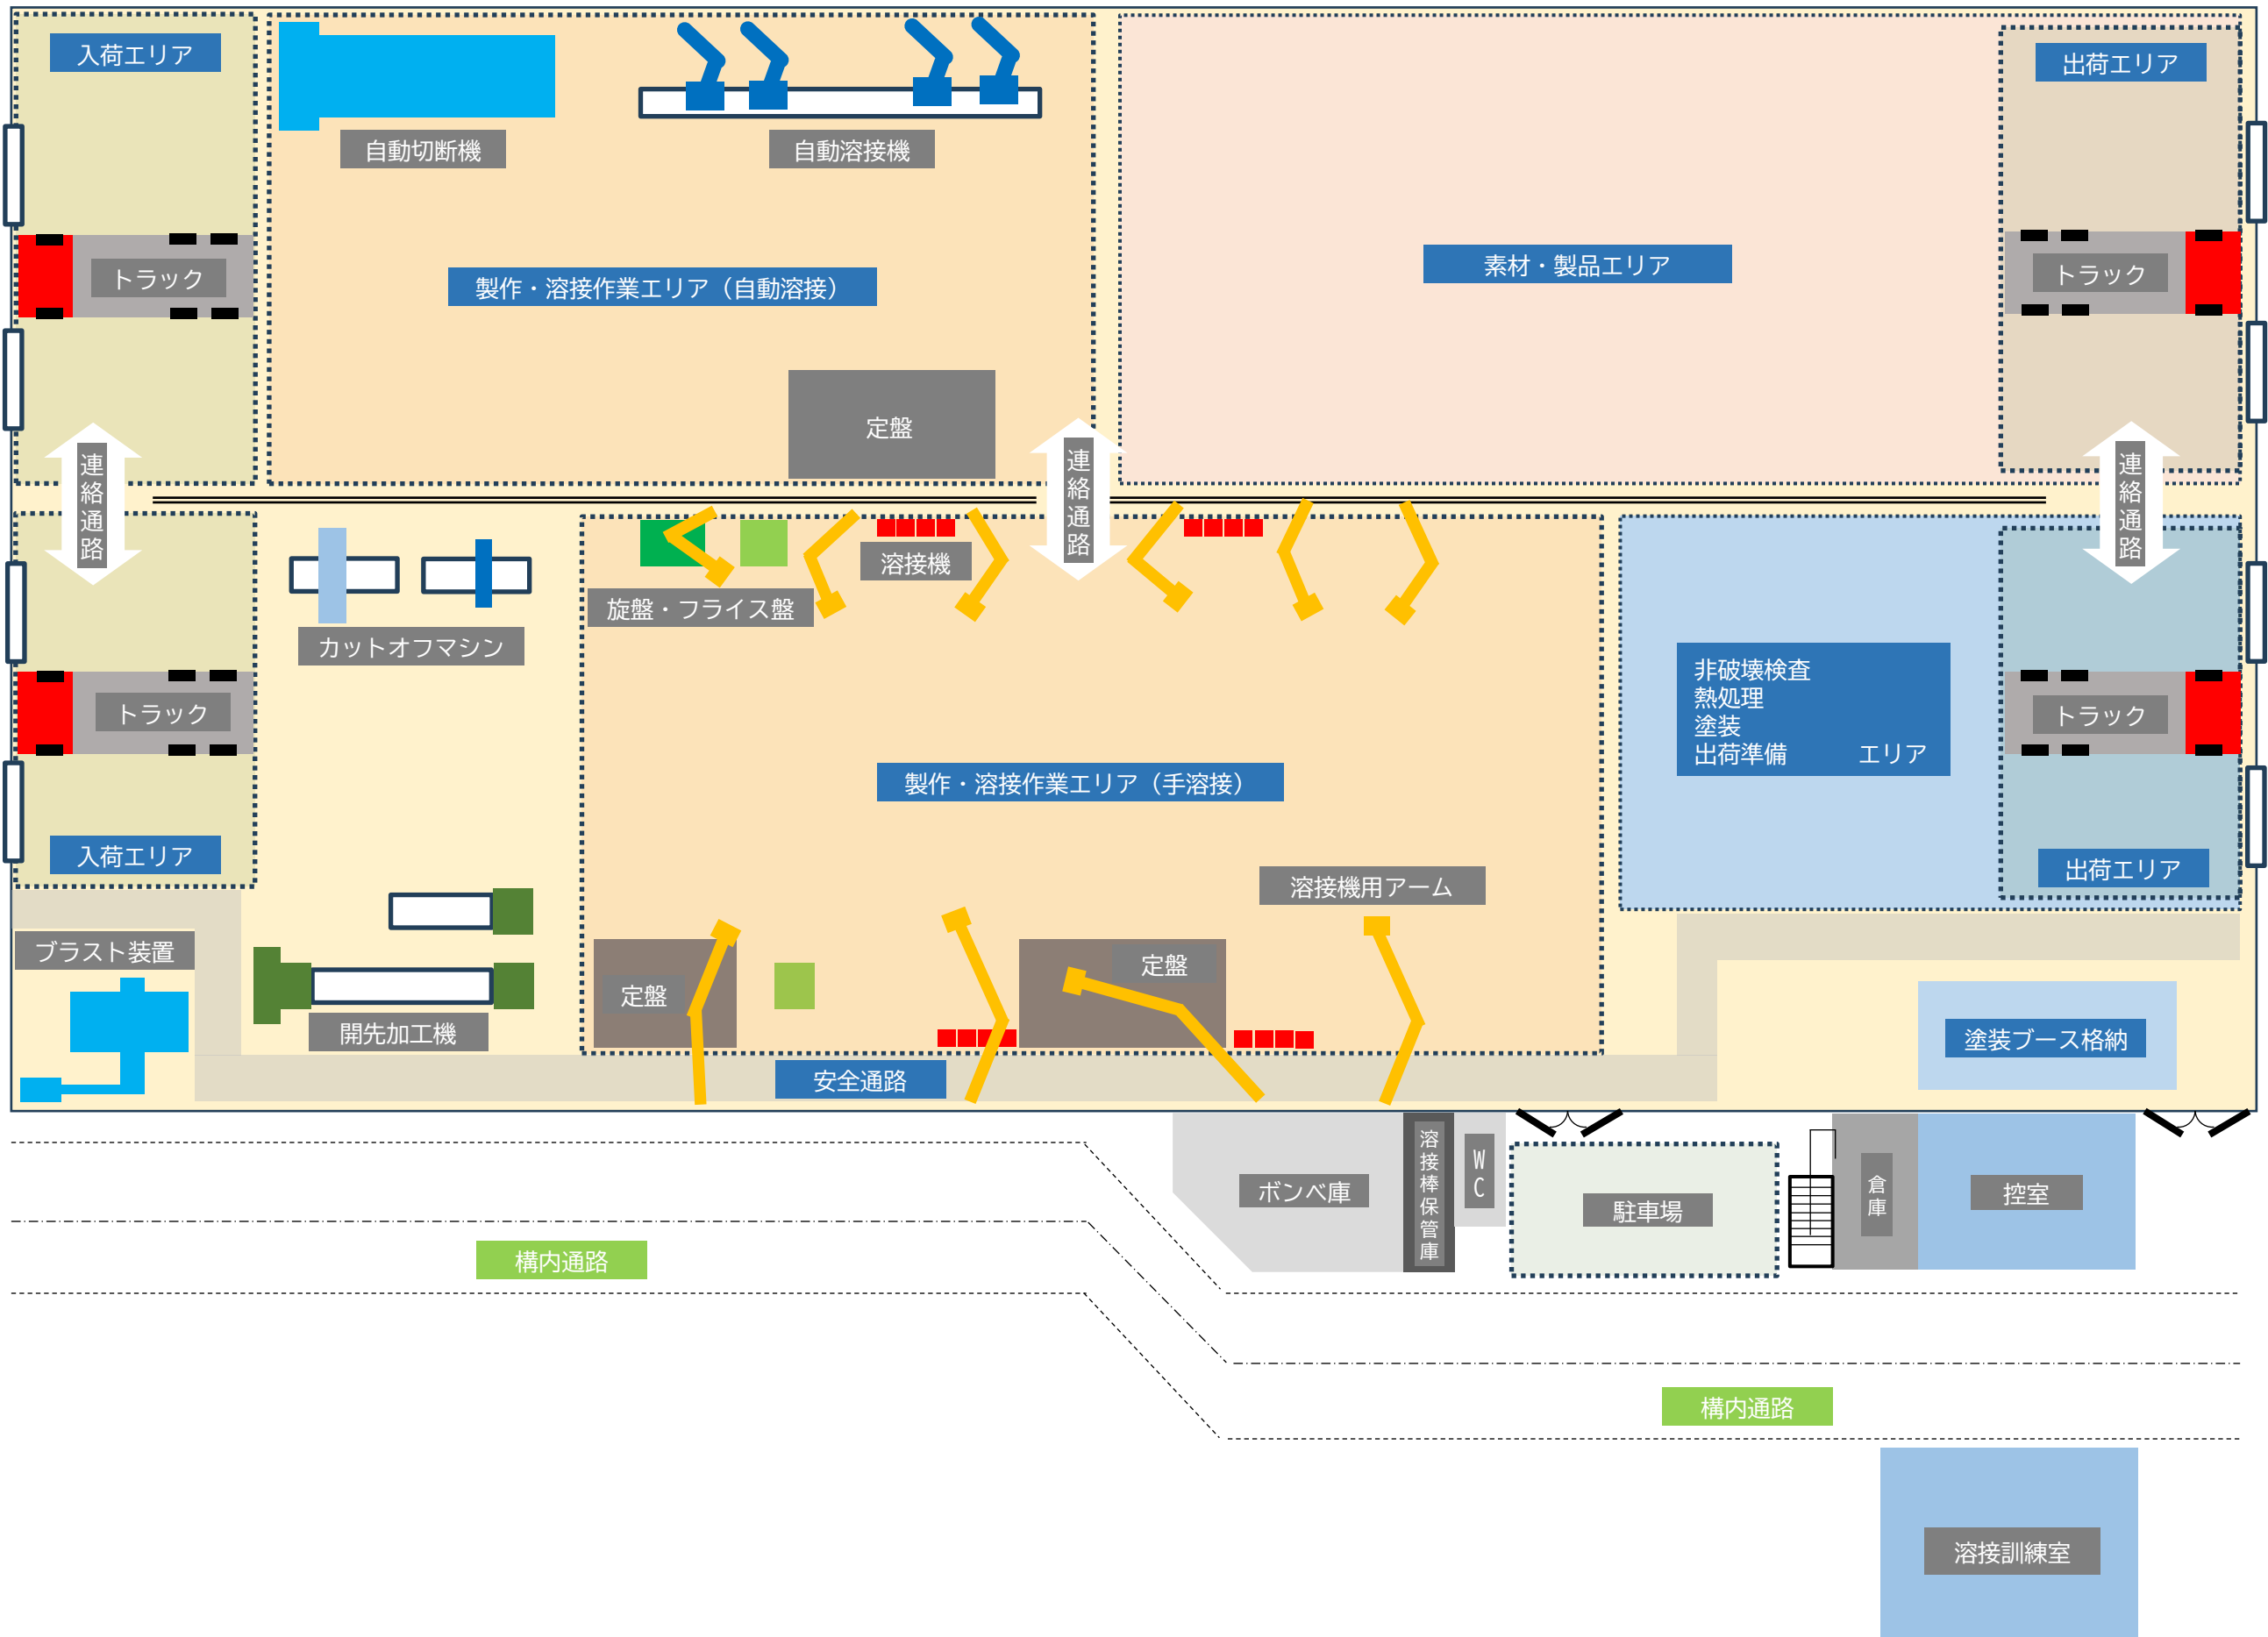 入荷エリア
出荷エリア
自動切断機
自動溶接機
トラック
製作・溶接作業エリア（自動溶接）
素材・製品エリア
トラック
定盤
連絡通路
連絡通路
連絡通路
溶接機
旋盤・フライス盤
カットオフマシン
非破壊検査
熱処理
塗装
出荷準備　　　エリア
トラック
トラック
製作・溶接作業エリア（手溶接）
入荷エリア
出荷エリア
溶接機用アーム
ブラスト装置
定盤
定盤
開先加工機
塗装ブース格納
安全通路
溶接棒保管庫
WC
ボンベ庫
駐車場
倉庫
控室
構内通路
構内通路
溶接訓練室